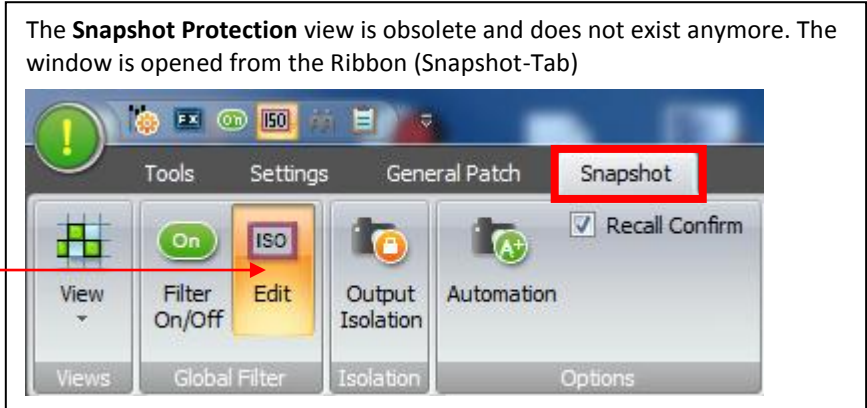 The Snapshot Protection view is obsolete and does not exist anymore. The
window is opened from the Ribbon (Snapshot-Tab)
FX On ISO
Tools Settings General Patch Snapshot
On ISO A+ Recall Confirm
View Filter Edit Output Automation
On/Off Isolation
Views Global Filter Isolation Options